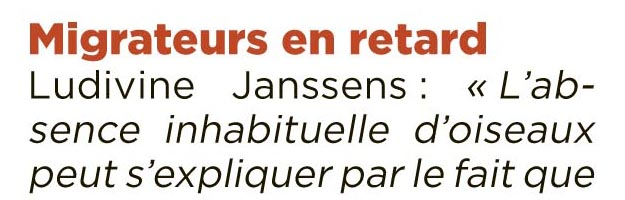 Migrateurs en retard
Ludivine Janssens : « L'ab-
sence inhabituelle d'oiseaux
peut s'expliquer par le fait que